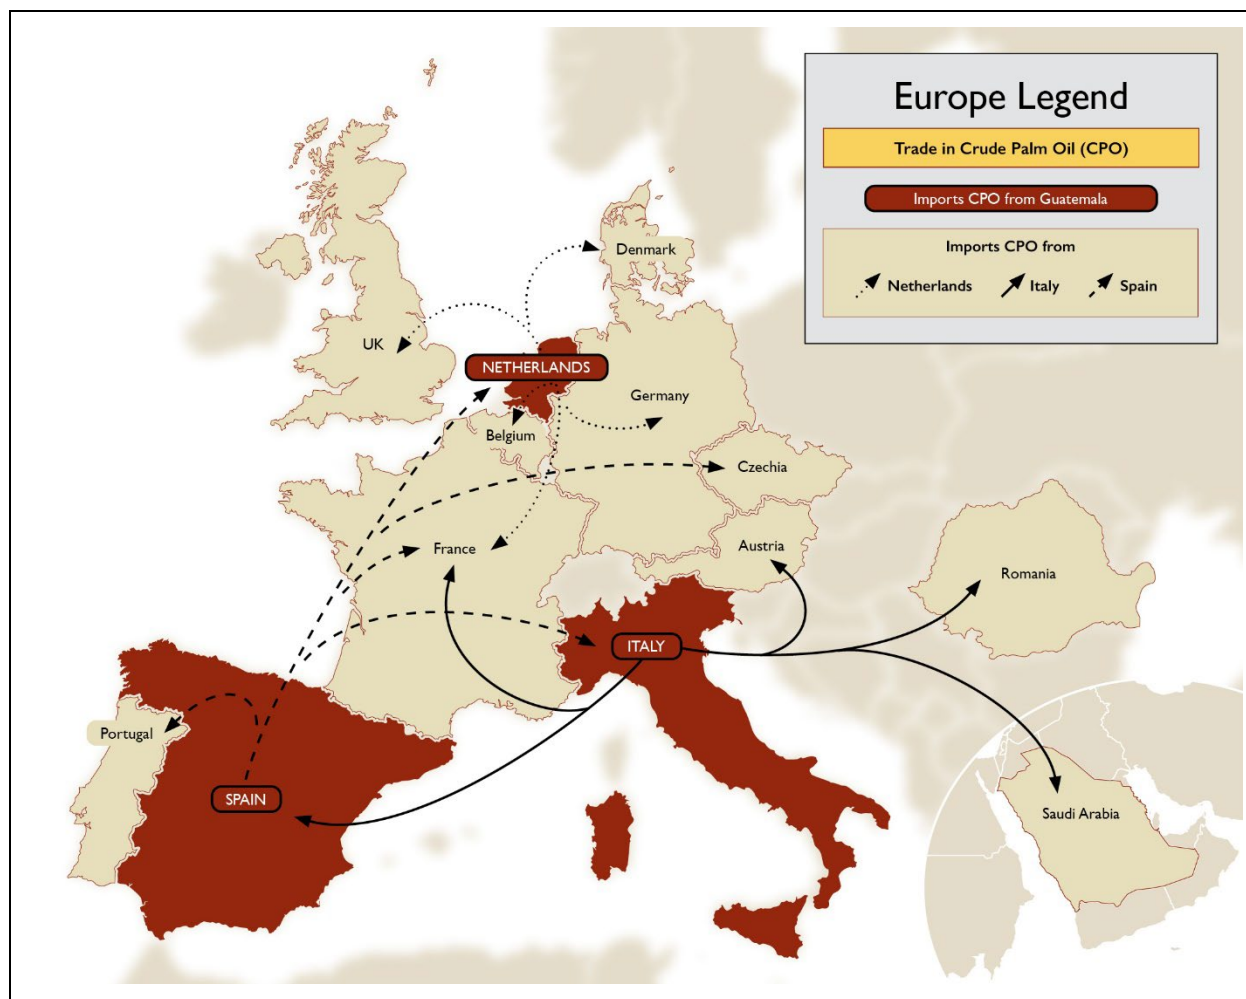 Europe Legend
Trade in Crude Palm Oil (CPO)
Imports CPO from Guatemala
Imports CPO from
Netherlands Italy Spain
Denmark
UK
NETHERLANDS
Germany
Belgium
Czechia
France
Austria
Romania
ITALY
Portugal
SPAIN
Saudi Arabia